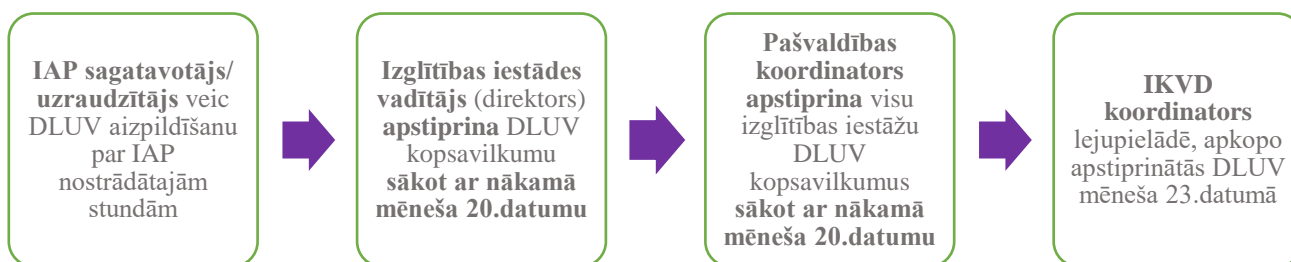 IAP sagatavotājs/
uzraudzītājs veic
DLUV aizpildīšanu
par IAP
nostrādātajām
stundām
Izglītības iestādes
vadītājs (direktors)
apstiprina DLUV
kopsavilkumu
sākot ar nākamā
mēneša 20.datumu
Pašvaldības
koordinators
apstiprina visu
izglītības iestāžu
DLUV
kopsavilkumus
sākot ar nākamā
mēneša 20.datumu
IKVD
koordinators
lejupielādē, apkopo
apstiprinātās DLUV
mēneša 23.datumā